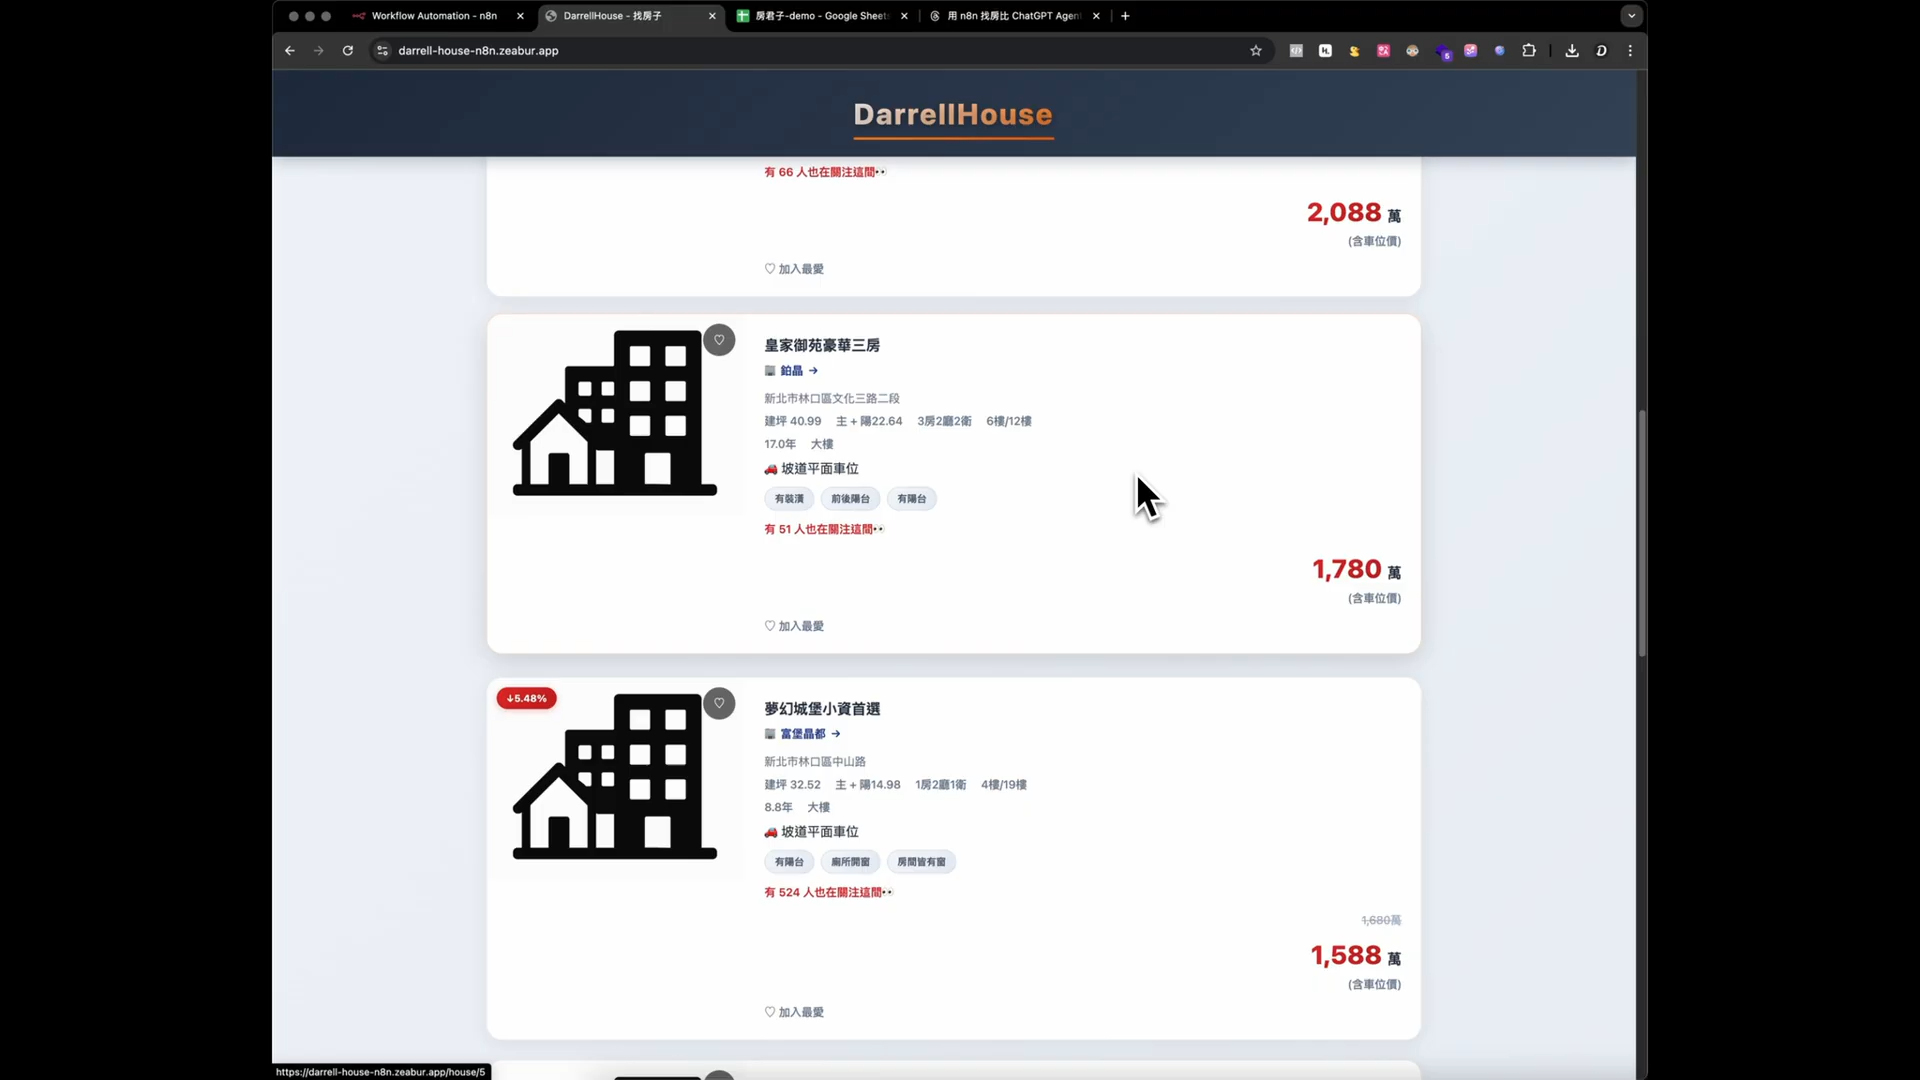 Workflow Automation - n8n
DarrellHouse - 找房子
房君子-demo - Google Sheets
用 n8n 找房比 ChatGPT Agen
darrell-house-n8n.zeabur.app
5
DarrellHouse
有 66 人也在關注這間👀
2,088 萬
(含車位價)
♡ 加入最愛
皇家御苑豪華三房
🏢 鉑晶 →
新北市林口區文化三路二段
建坪 40.99 主 + 陽22.64 3房2廳2衛 6樓/12樓
17.0年 大樓
🚗 坡道平面車位
有裝潢 前後陽台 有陽台
有 51 人也在關注這間👀
1,780 萬
(含車位價)
♡ 加入最愛
↓5.48%
夢幻城堡小資首選
🏢 富堡晶都 →
新北市林口區中山路
建坪 32.52 主 + 陽14.98 1房2廳1衛 4樓/19樓
8.8年 大樓
🚗 坡道平面車位
有陽台 廁所開窗 房間皆有窗
有 524 人也在關注這間👀
1,680萬
1,588 萬
(含車位價)
♡ 加入最愛
https://darrell-house-n8n.zeabur.app/house/5